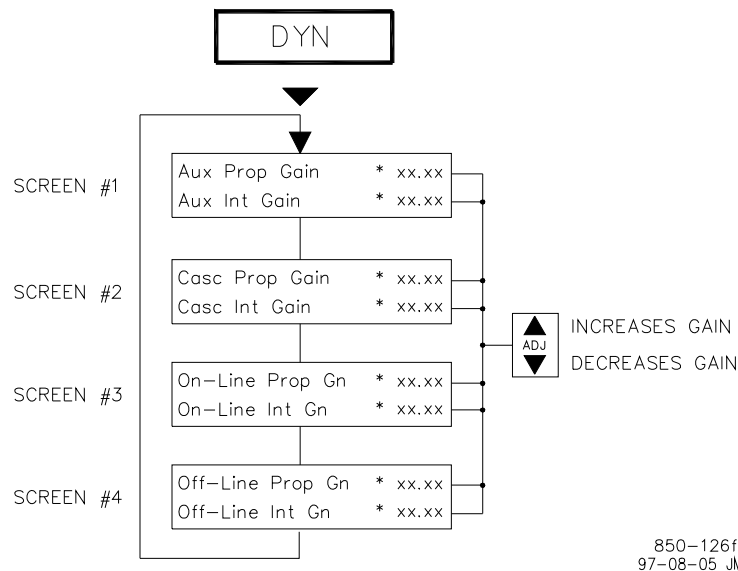 DYN
SCREEN #1
Aux Prop Gain * xx.xx
Aux Int Gain * xx.xx
SCREEN #2
Casc Prop Gain * xx.xx
Casc Int Gain * xx.xx
ADJ
INCREASES GAIN
DECREASES GAIN
SCREEN #3
On-Line Prop Gn * xx.xx
On-Line Int Gn * xx.xx
SCREEN #4
Off-Line Prop Gn * xx.xx
Off-Line Int Gn * xx.xx
850-126f
97-08-05 JM